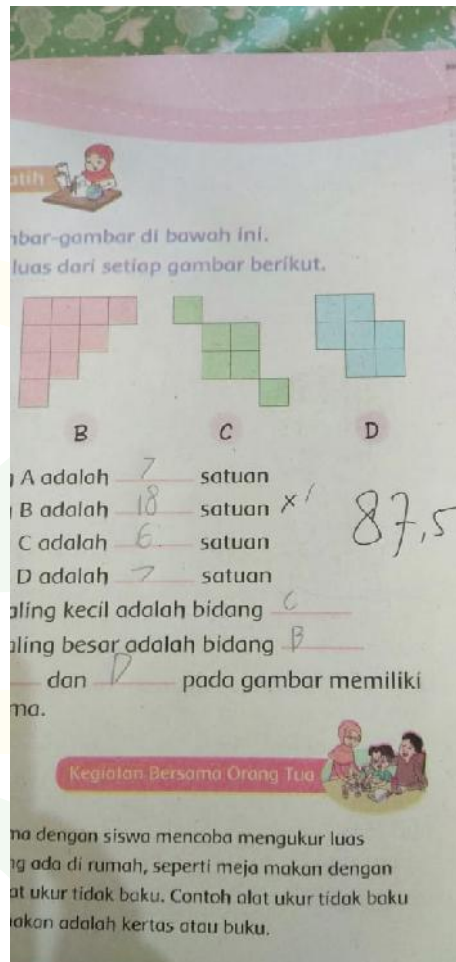 atih
mbar-gambar di bawah ini.
luas dari setiap gambar berikut.
B C D
A adalah 7 satuan
B adalah 18 satuan x 87,5
C adalah 6 satuan
D adalah 7 satuan
aling kecil adalah bidang C
aling besar adalah bidang B
dan D pada gambar memiliki
ma.
Kegiatan Bersama Orang Tua
ma dengan siswa mencoba mengukur luas
ng ada di rumah, seperti meja makan dengan
at ukur tidak baku. Contoh alat ukur tidak baku
akan adalah kertas atau buku.